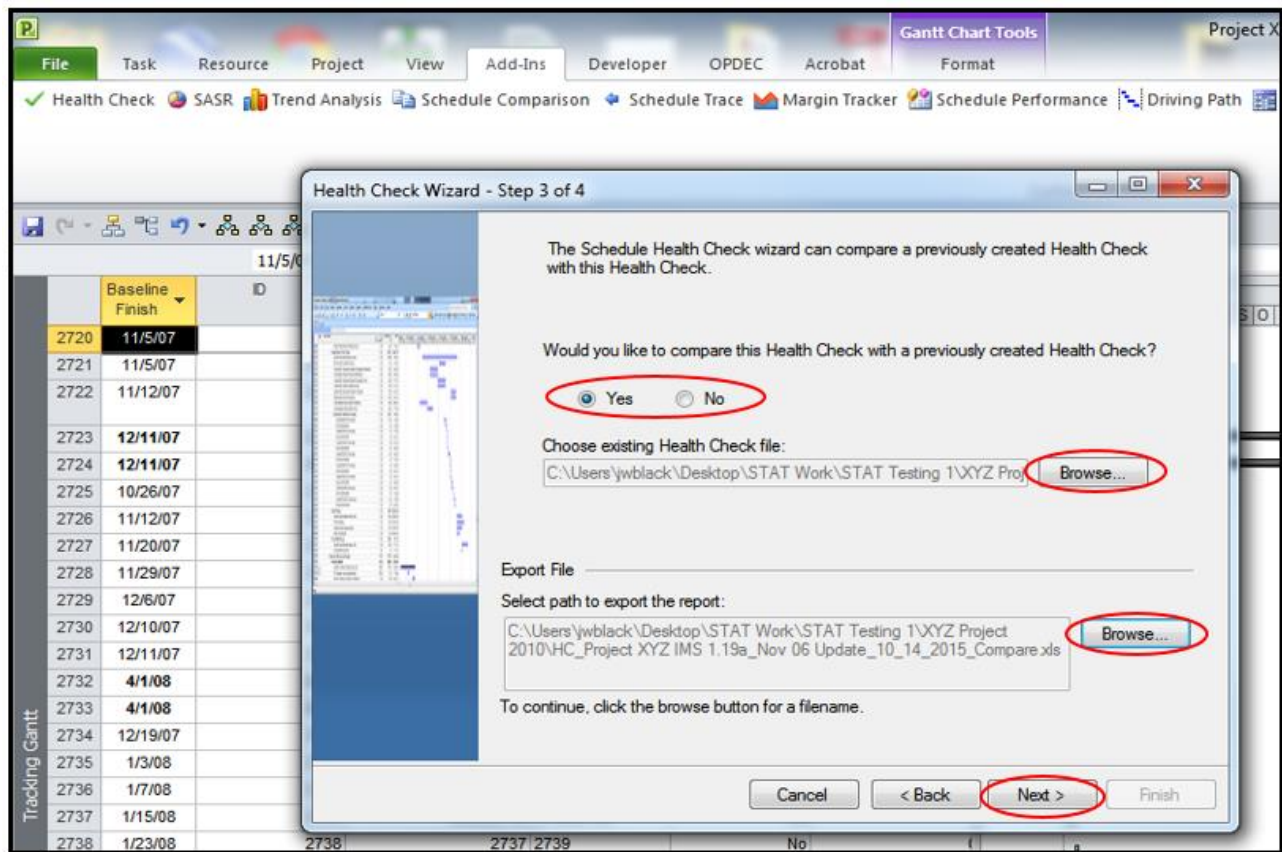 Gantt Chart Tools
Project X
File Task Resource Project View Add-Ins Developer OPDEC Acrobat Format
Health Check SASR Trend Analysis Schedule Comparison Schedule Trace Margin Tracker Schedule Performance Driving Path
Health Check Wizard - Step 3 of 4
The Schedule Health Check wizard can compare a previously created Health Check
with this Health Check.
Would you like to compare this Health Check with a previously created Health Check?
Yes No
Choose existing Health Check file:
C:\Users\jwblack\Desktop\STAT Work\STAT Testing 1\XYZ Proj
Browse...
Export File
Select path to export the report:
C:\Users\jwblack\Desktop\STAT Work\STAT Testing 1\XYZ Project
2010\HC_Project XYZ IMS 1.19a_Nov 06 Update_10_14_2015_Compare.xls
Browse...
To continue, click the browse button for a filename.
Cancel < Back Next > Finish
11/5/0
Baseline
Finish
ID
S O
2720 11/5/07
2721 11/5/07
2722 11/12/07
2723 12/11/07
2724 12/11/07
2725 10/26/07
2726 11/12/07
2727 11/20/07
2728 11/29/07
2729 12/6/07
2730 12/10/07
2731 12/11/07
2732 4/1/08
2733 4/1/08
2734 12/19/07
2735 1/3/08
2736 1/7/08
2737 1/15/08
2738 1/23/08 2738 2737 2739 No
Tracking Gantt